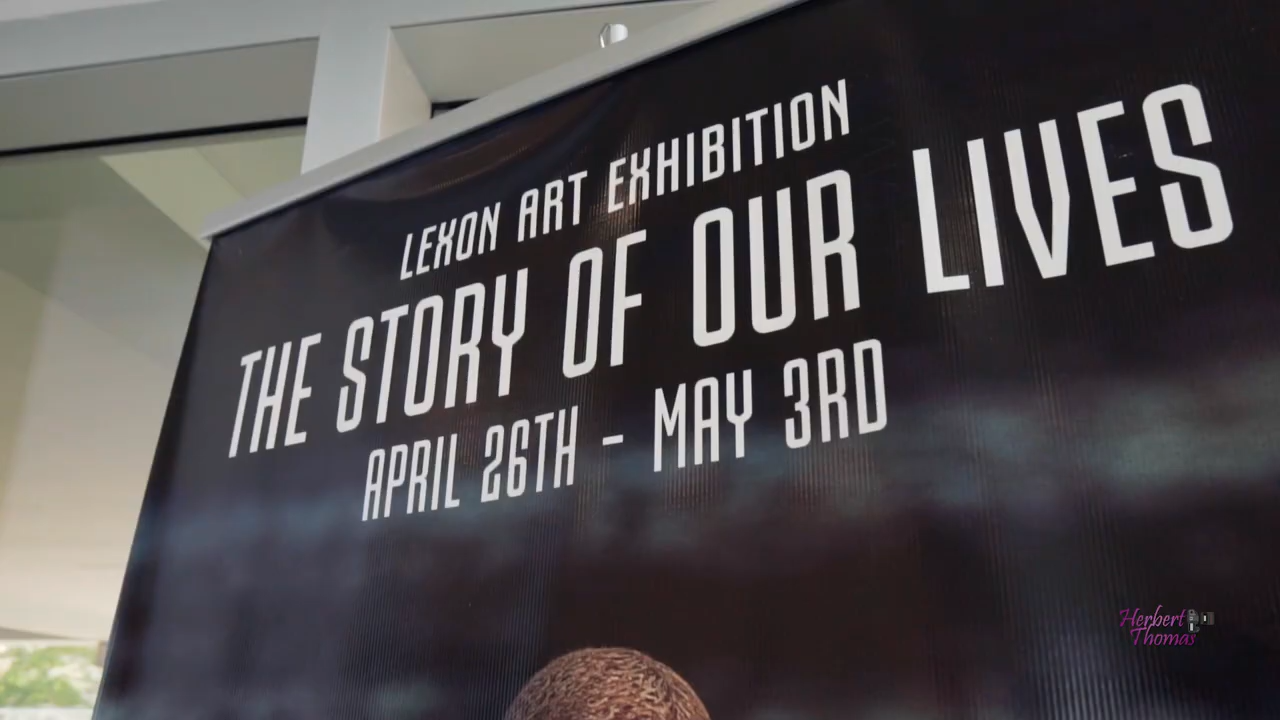 LEXON ART EXHIBITION
THE STORY OF OUR LIVES
APRIL 26TH - MAY 3RD
Herbert
Thomas